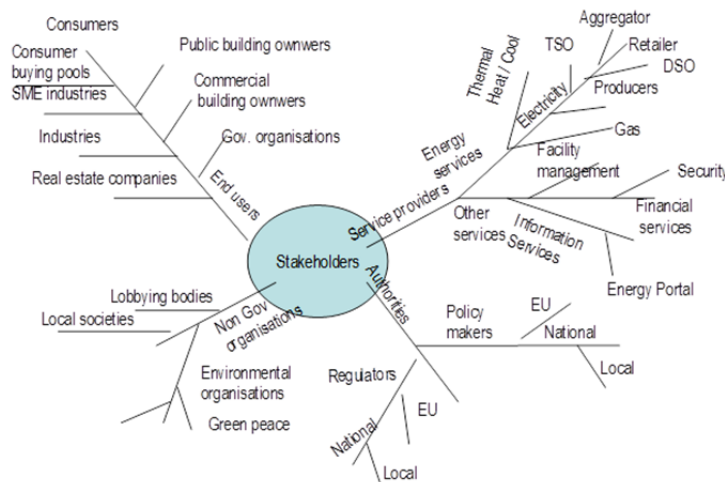 Consumers
Consumer
buying pools
SME industries
Industries
Real estate companies
Public building ownwers
Commercial
building ownwers
Gov. organisations
End users
Stakeholders
Service providers
Energy
services
Thermal
Heat / Cool
Electricity
TSO
Aggregator
Retailer
DSO
Producers
Gas
Other
services
Facility
management
Security
Financial
services
Information
Services
Energy Portal
Authorities
Policy
makers
EU
National
Local
Regulators
National
EU
Local
Non Gov
organisations
Lobbying bodies
Local societies
Environmental
organisations
Green peace